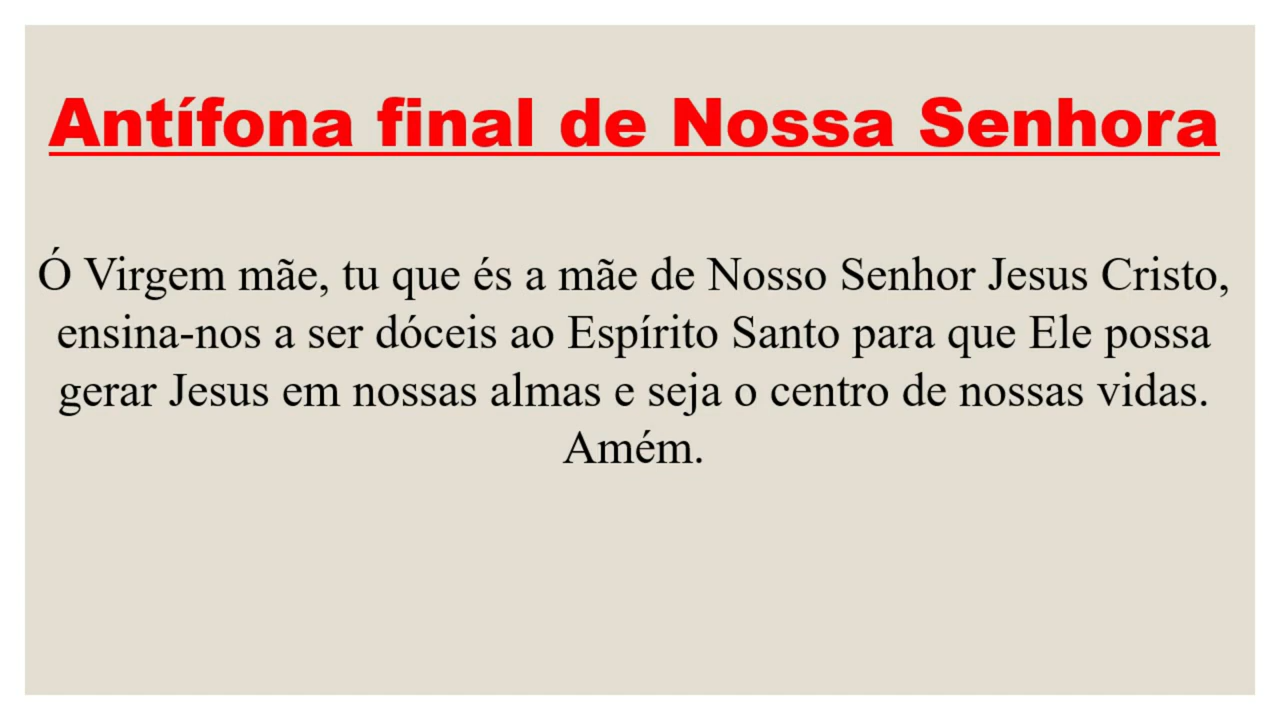 Antífona final de Nossa Senhora
Ó Virgem mãe, tu que és a mãe de Nosso Senhor Jesus Cristo,
ensina-nos a ser dóceis ao Espírito Santo para que Ele possa
gerar Jesus em nossas almas e seja o centro de nossas vidas.
Amém.